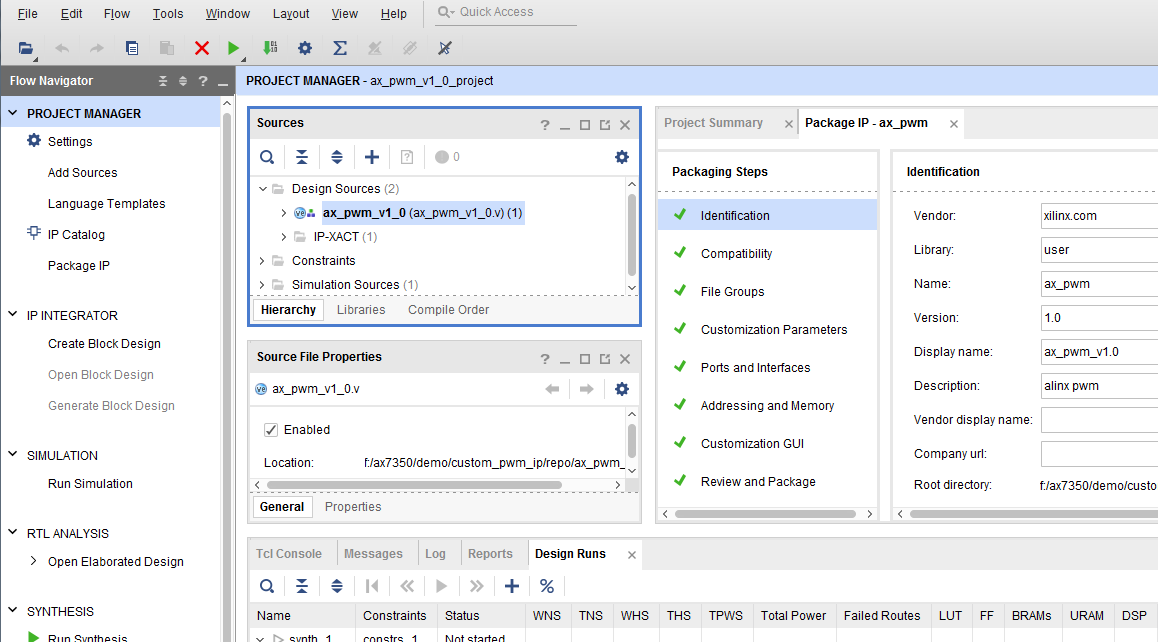 File Edit Flow Tools Window Layout View Help Quick Access
Flow Navigator
PROJECT MANAGER - ax_pwm_v1_0_project
PROJECT MANAGER
Settings
Add Sources
Language Templates
IP Catalog
Package IP
IP INTEGRATOR
Create Block Design
Open Block Design
Generate Block Design
SIMULATION
Run Simulation
RTL ANALYSIS
Open Elaborated Design
SYNTHESIS
Run Synthesis
Sources
0
Design Sources (2)
ax_pwm_v1_0 (ax_pwm_v1_0.v) (1)
IP-XACT (1)
Constraints
Simulation Sources (1)
Hierarchy Libraries Compile Order
Source File Properties
ax_pwm_v1_0.v
Enabled
Location: f:/ax7350/demo/custom_pwm_ip/repo/ax_pwm_
General Properties
Project Summary Package IP - ax_pwm
Packaging Steps
Identification
Compatibility
File Groups
Customization Parameters
Ports and Interfaces
Addressing and Memory
Customization GUI
Review and Package
Identification
Vendor: xilinx.com
Library: user
Name: ax_pwm
Version: 1.0
Display name: ax_pwm_v1.0
Description: alinx pwm
Vendor display name:
Company url:
Root directory: f:/ax7350/demo/custo
Tcl Console Messages Log Reports Design Runs
Name Constraints Status WNS TNS WHS THS TPWS Total Power Failed Routes LUT FF BRAMs URAM DSP
synth_1 constrs_1 Not started